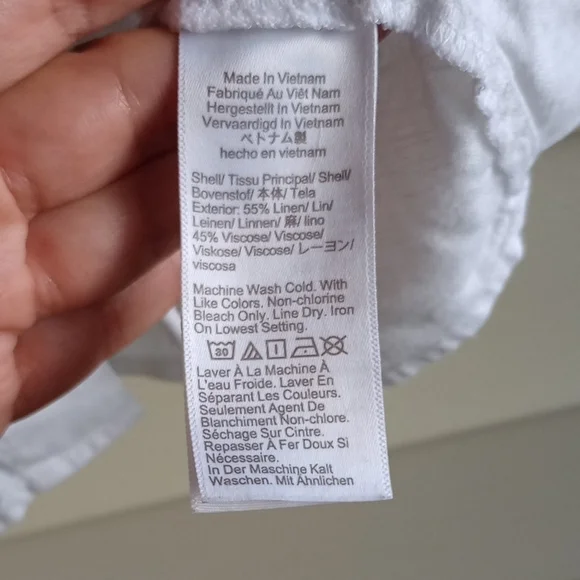 Made In Vietnam
Fabriqué Au Viêt Nam
Hergestellt In Vietnam
Vervaardigd In Vietnam
ベトナム製
hecho en vietnam
Shell/ Tissu Principal/ Shell/
Bovenstof/ 本体/ Tela
Exterior: 55% Linen/ Lin/
Leinen/ Linnen/ 麻/ lino
45% Viscose/ Viscose/
Viskose/ Viscose/ レーヨン/
viscosa
Machine Wash Cold. With
Like Colors. Non-chlorine
Bleach Only. Line Dry. Iron
On Lowest Setting.
30
Laver À La Machine À
L'eau Froide. Laver En
Séparant Les Couleurs.
Seulement Agent De
Blanchiment Non-chlore.
Séchage Sur Cintre.
Repasser À Fer Doux Si
Nécessaire.
In Der Maschine Kalt
Waschen. Mit Ähnlichen